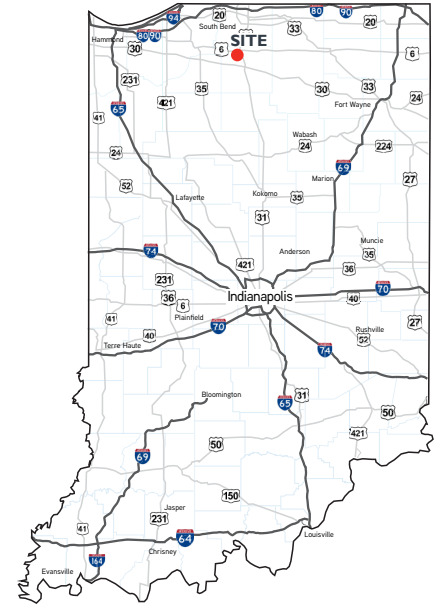 94
20
80
90
South Bend
33
20
Hammond
80
90
30
SITE
6
6
231
35
30
33
65
421
Fort Wayne
24
41
Wabash
24
224
24
69
Marion
27
52
Lafayette
Kokomo
35
31
Muncie
74
Anderson
35
421
36
231
70
36
6
Indianapolis
40
41
Plainfield
70
27
40
Rushville
52
Terre Haute
74
Bloomington
31
65
50
421
50
69
150
Jasper
231
41
64
Louisville
Chrisney
164
Evansville